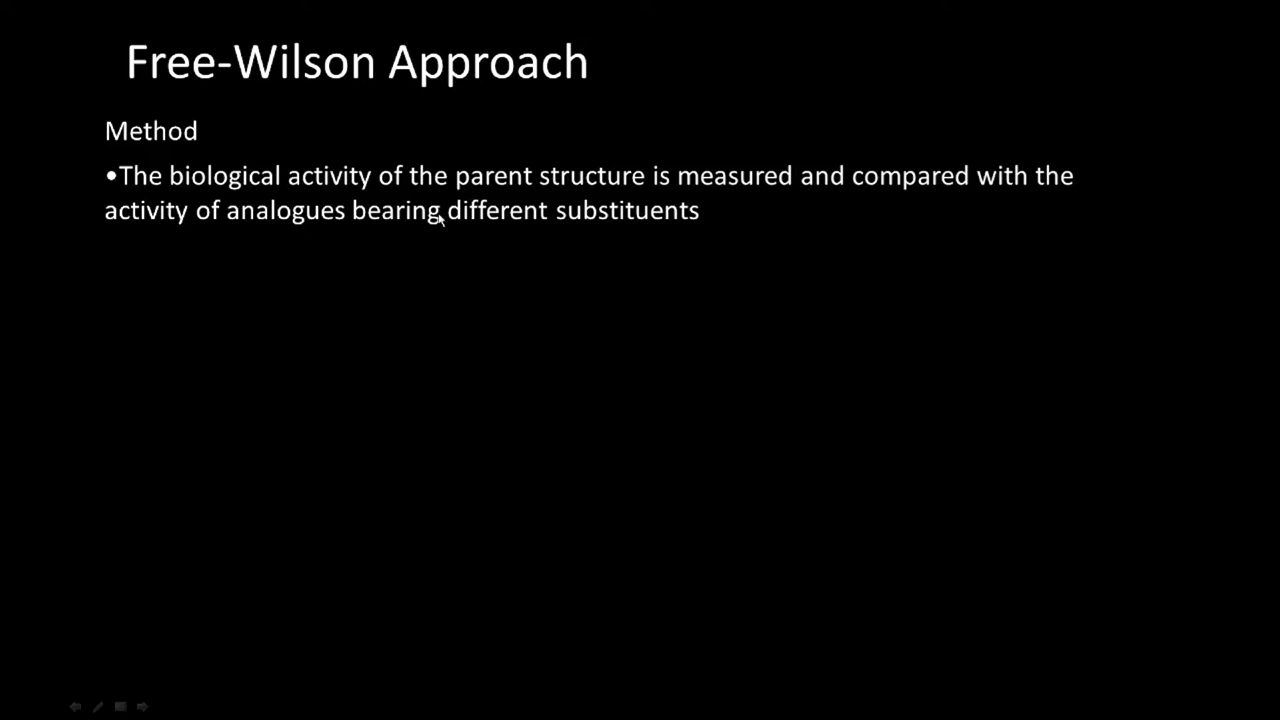 Free-Wilson Approach
Method
•The biological activity of the parent structure is measured and compared with the
activity of analogues bearing different substituents